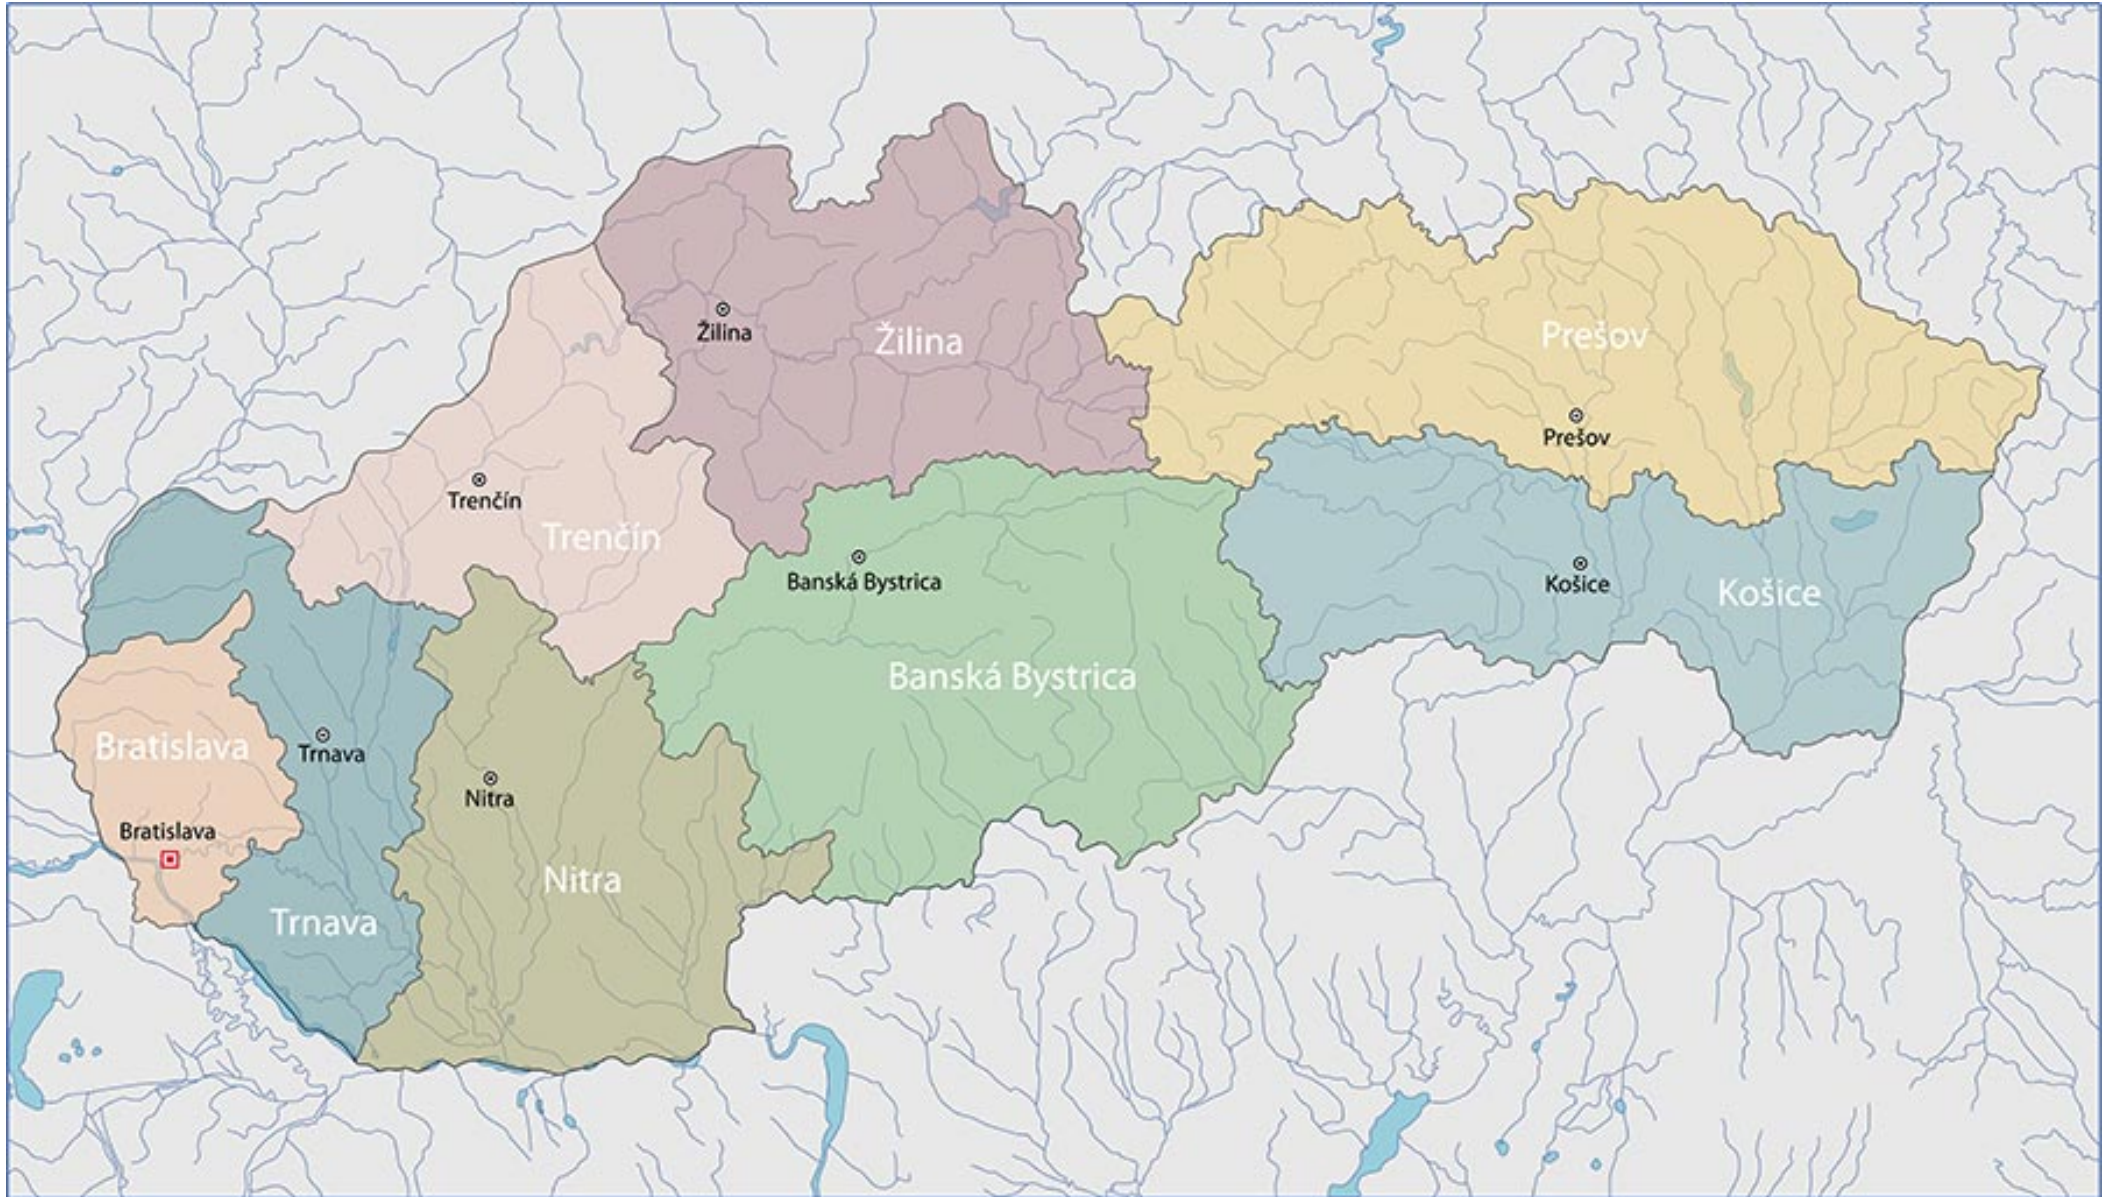 Žilina
Žilina
Prešov
Prešov
Trenčín
Trenčín
Banská Bystrica
Košice
Košice
Banská Bystrica
Bratislava
Trnava
Nitra
Bratislava
Nitra
Trnava